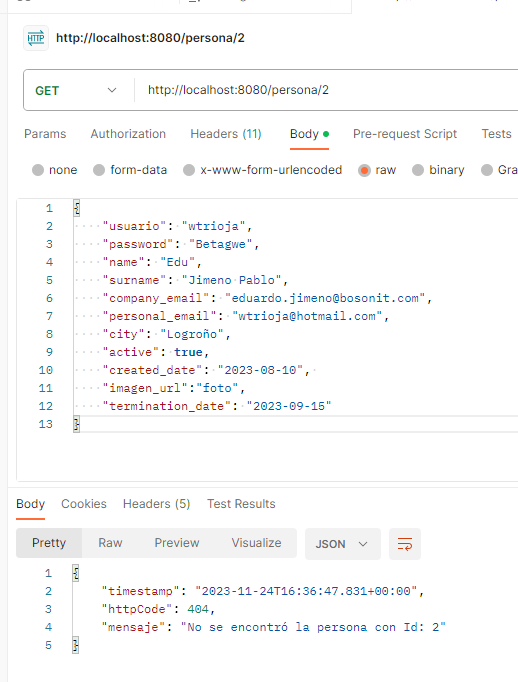 HTTP http://localhost:8080/persona/2
GET http://localhost:8080/persona/2
Params Authorization Headers (11) Body Pre-request Script Tests
none form-data x-www-form-urlencoded raw binary Gra
1 {
2 "usuario": "wtrioja",
3 "password": "Betagwe",
4 "name": "Edu",
5 "surname": "Jimeno Pablo",
6 "company_email": "eduardo.jimeno@bosonit.com",
7 "personal_email": "wtrioja@hotmail.com",
8 "city": "Logroño",
9 "active": true,
10 "created_date": "2023-08-10",
11 "imagen_url":"foto",
12 "termination_date": "2023-09-15"
13 }
Body Cookies Headers (5) Test Results
Pretty Raw Preview Visualize JSON
1 {
2 "timestamp": "2023-11-24T16:36:47.831+00:00",
3 "httpCode": 404,
4 "mensaje": "No se encontró la persona con Id: 2"
5 }